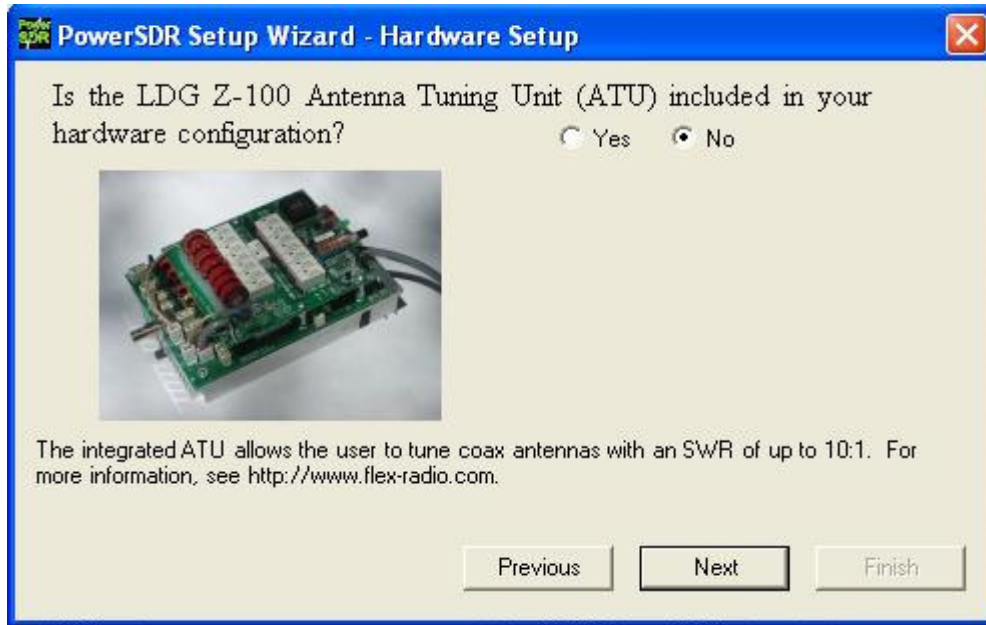 PowerSDR Setup Wizard - Hardware Setup
Is the LDG Z-100 Antenna Tuning Unit (ATU) included in your
hardware configuration?
Yes No
The integrated ATU allows the user to tune coax antennas with an SWR of up to 10:1. For
more information, see http://www.flex-radio.com.
Previous Next Finish